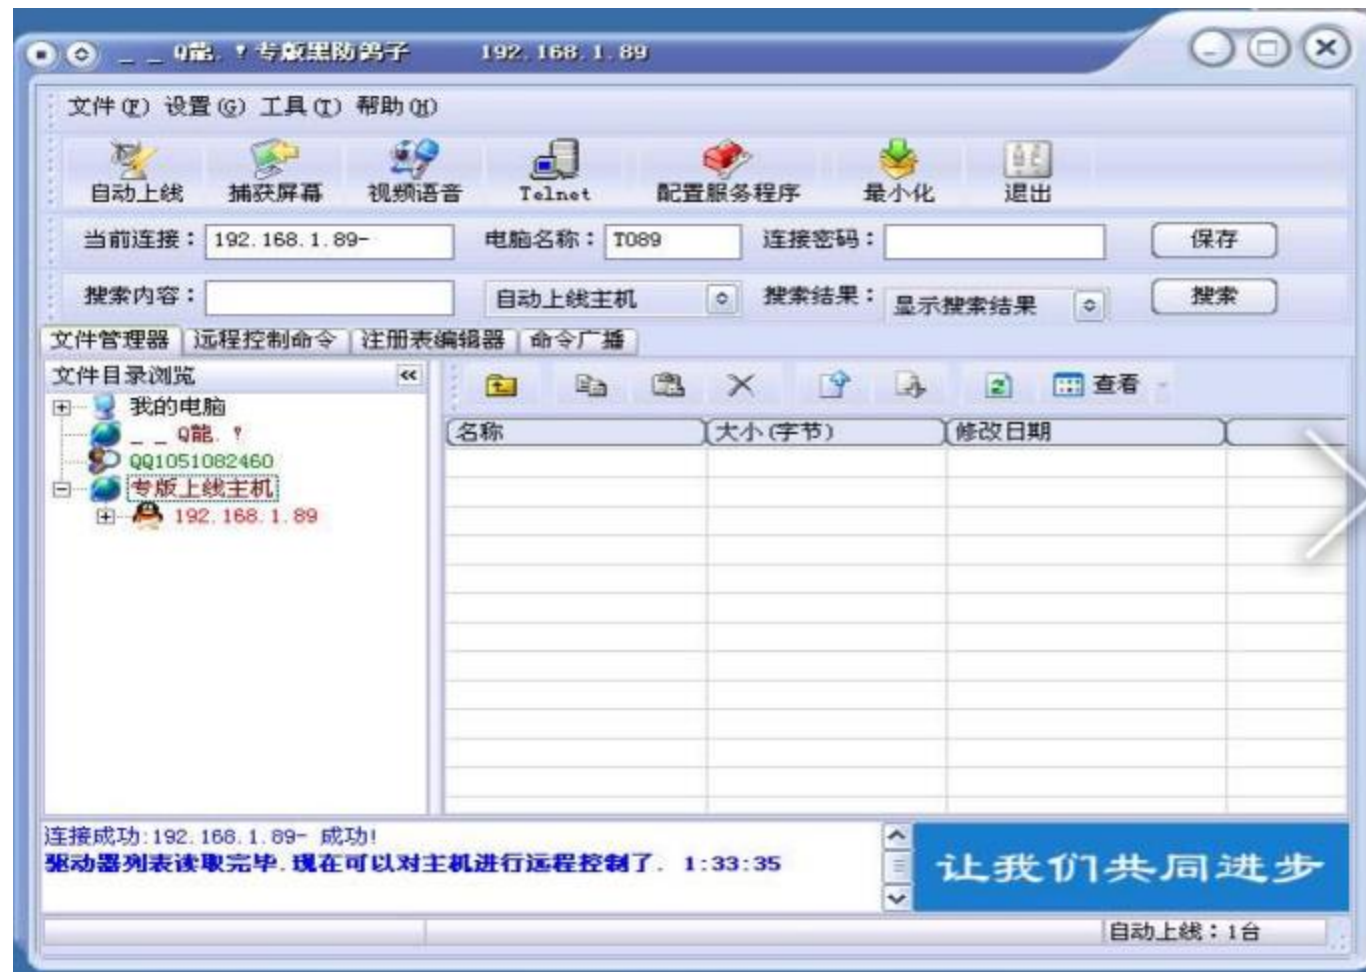 _ _ Q龍. ? 专版黑防鸽子 192.168.1.89
文件(F) 设置(G) 工具(T) 帮助(H)
自动上线 捕获屏幕 视频语音 Telnet 配置服务程序 最小化 退出
当前连接: 192.168.1.89- 电脑名称: T089 连接密码: 保存
搜索内容: 自动上线主机 搜索结果: 显示搜索结果 搜索
文件管理器 远程控制命令 注册表编辑器 命令广播
文件目录浏览 « 查看
我的电脑
名称 大小(字节) 修改日期
_ _ Q龍. ?
QQ1051082460
专版上线主机
192.168.1.89
连接成功:192.168.1.89- 成功!
驱动器列表读取完毕.现在可以对主机进行远程控制了. 1:33:35
让我们共同进步
自动上线:1台